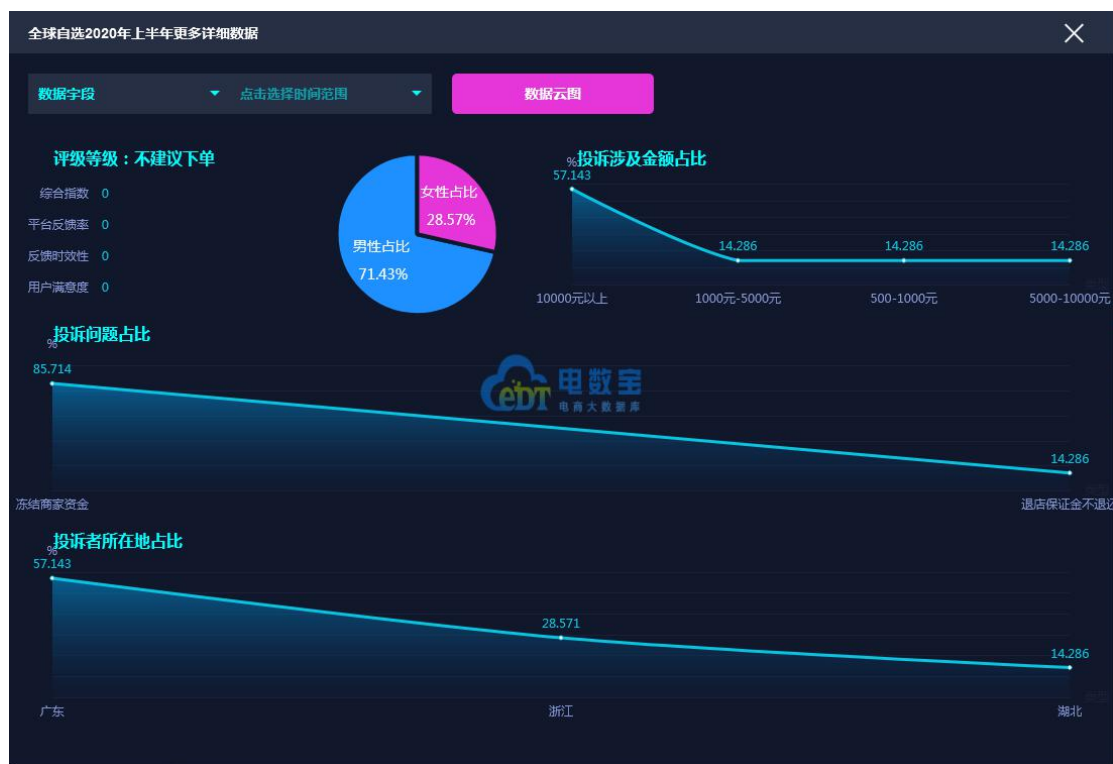 全球自选2020年上半年更多详细数据
数据字段
点击选择时间范围
数据云图
评级等级：不建议下单
综合指数 0
平台反馈率 0
反馈时效性 0
用户满意度 0
女性占比
28.57%
男性占比
71.43%
投诉涉及金额占比
%
57.143
14.286
14.286
14.286
10000元以上
1000元-5000元
500-1000元
5000-10000元
投诉问题占比
%
85.714
14.286
冻结商家资金
退店保证金不退还
电数宝
电商大数据库
eDT
投诉者所在地占比
%
57.143
28.571
14.286
广东
浙江
湖北